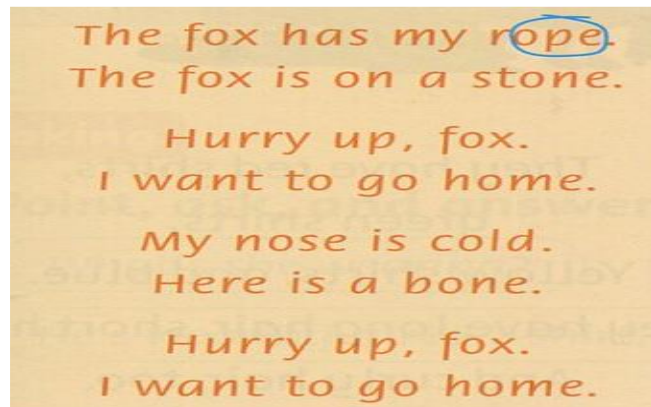 The fox has my rope.
The fox is on a stone.
Hurry up, fox.
I want to go home.
My nose is cold.
Here is a bone.
Hurry up, fox.
I want to go home.